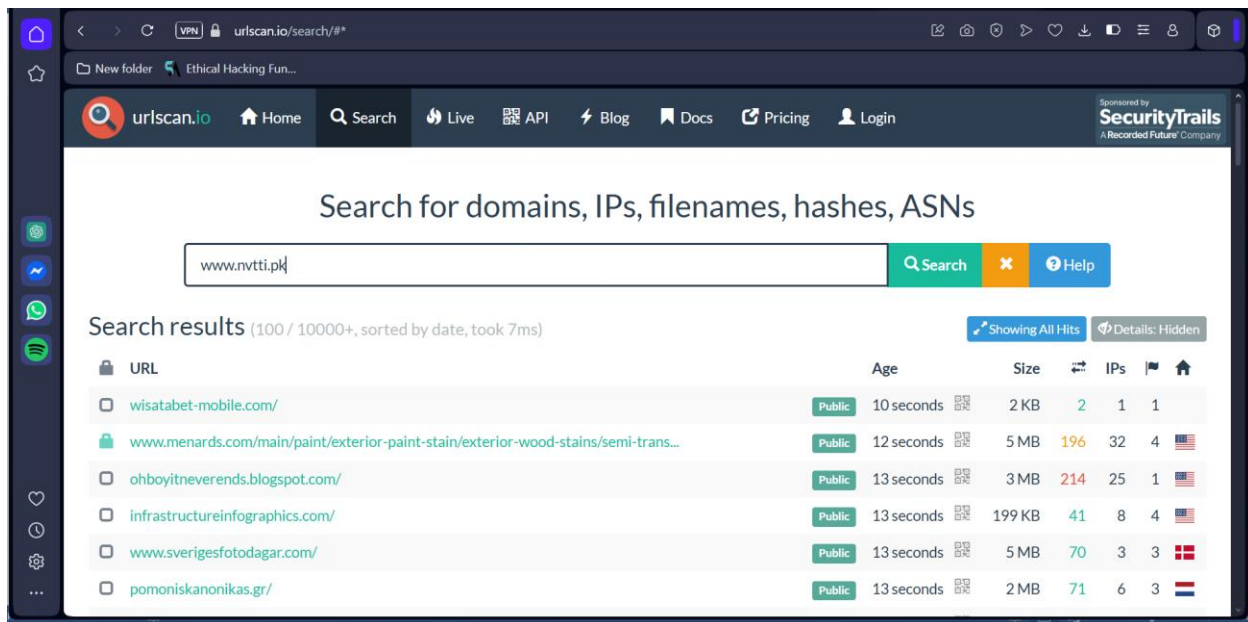 VPN urlscan.io/search/#*
New folder Ethical Hacking Fun...
urlscan.io Home Search Live API Blog Docs Pricing Login
Sponsored by
SecurityTrails
A Recorded Future® Company
Search for domains, IPs, filenames, hashes, ASNs
www.nvtti.pk Search Help
Search results (100 / 10000+, sorted by date, took 7ms) Showing All Hits Details: Hidden
URL Age Size IPs
wisatabet-mobile.com/ Public 10 seconds 2 KB 2 1 1
www.menards.com/main/paint/exterior-paint-stain/exterior-wood-stains/semi-trans... Public 12 seconds 5 MB 196 32 4
ohboyitneverends.blogspot.com/ Public 13 seconds 3 MB 214 25 1
infrastructureinfographics.com/ Public 13 seconds 199 KB 41 8 4
www.sverigesfotodagar.com/ Public 13 seconds 5 MB 70 3 3
pomoniskanonikas.gr/ Public 13 seconds 2 MB 71 6 3